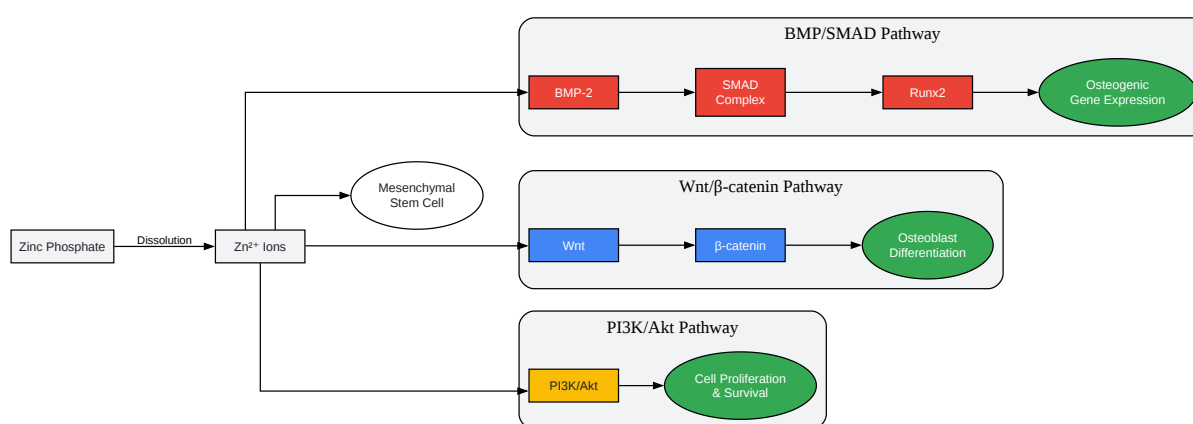 BMP/SMAD Pathway
BMP-2
SMAD
Complex
Runx2
Osteogenic
Gene Expression
Mesenchymal
Stem Cell
Wnt/β-catenin Pathway
Zinc Phosphate
Dissolution
Zn²⁺ Ions
Wnt
β-catenin
Osteoblast
Differentiation
PI3K/Akt Pathway
PI3K/Akt
Cell Proliferation
& Survival